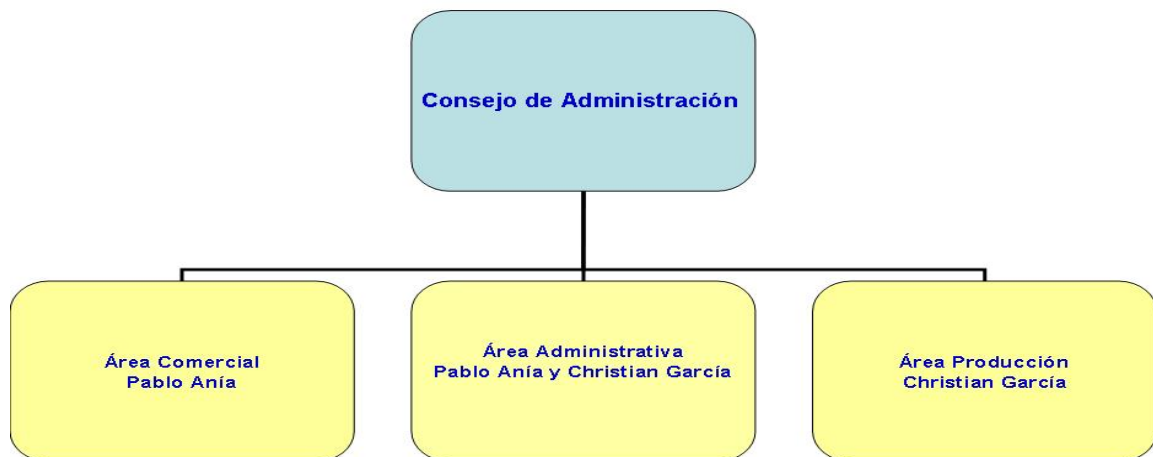 Consejo de Administración
Área Comercial
Pablo Anía
Área Administrativa
Pablo Anía y Christian García
Área Producción
Christian García